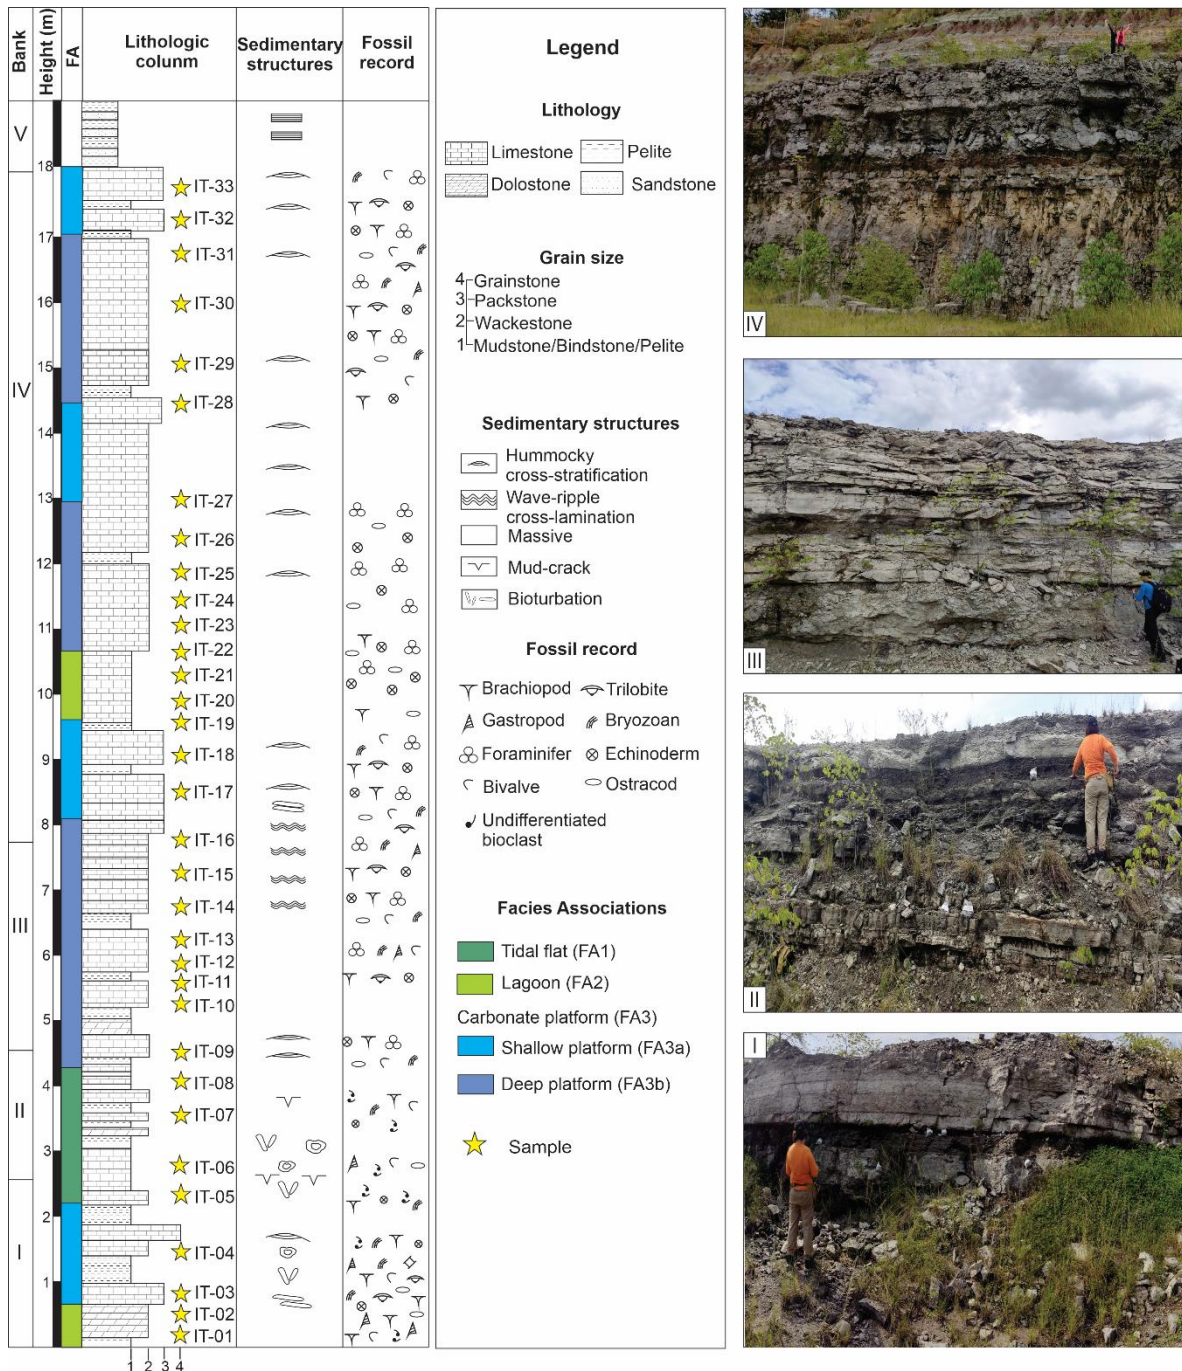 Bank
Height (m)
FA
Lithologic
colunm
Sedimentary
structures
Fossil
record
V
IV
III
II
I
18
17
16
15
14
13
12
11
10
9
8
7
6
5
4
3
2
1
IT-33
IT-32
IT-31
IT-30
IT-29
IT-28
IT-27
IT-26
IT-25
IT-24
IT-23
IT-22
IT-21
IT-20
IT-19
IT-18
IT-17
IT-16
IT-15
IT-14
IT-13
IT-12
IT-11
IT-10
IT-09
IT-08
IT-07
IT-06
IT-05
IT-04
IT-03
IT-02
IT-01
1 2 3 4
Legend
Lithology
Limestone
Pelite
Dolostone
Sandstone
Grain size
4 Grainstone
3 Packstone
2 Wackestone
1 Mudstone/Bindstone/Pelite
Sedimentary structures
Hummocky
cross-stratification
Wave-ripple
cross-lamination
Massive
Mud-crack
Bioturbation
Fossil record
Brachiopod
Trilobite
Gastropod
Bryozoan
Foraminifer
Echinoderm
Bivalve
Ostracod
Undifferentiated
bioclast
Facies Associations
Tidal flat (FA1)
Lagoon (FA2)
Carbonate platform (FA3)
Shallow platform (FA3a)
Deep platform (FA3b)
Sample
IV
III
II
I